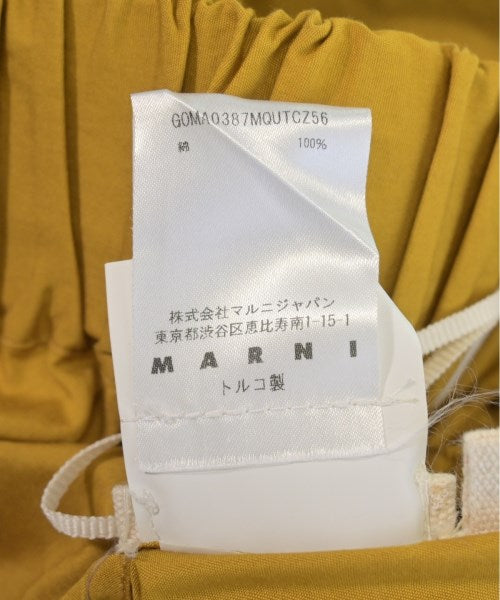 GOMA0387MQUTCZ56
綿 100%
株式会社マルニジャパン
東京都渋谷区恵比寿南1-15-1
MARNI
トルコ製